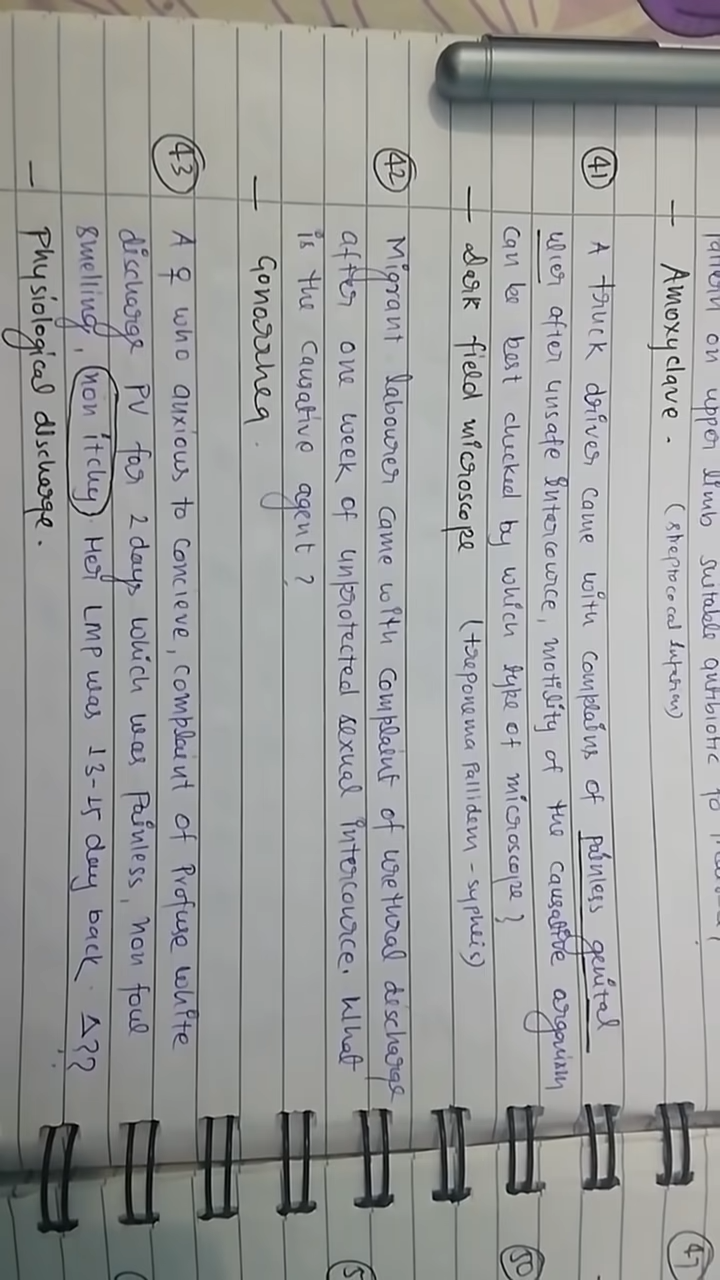 on upper limb suitable antibiotic to
— Amoxyclave. (streptococal infection)
(41) A truck driver came with complains of painless genital
ulcer after unsafe intercource, motility of the causative organism
can be best checked by which type of microscope?
— dark field microscope (treponema pallidem - sypheis)
(42) Migrant labourer came with complaint of urethral discharge
after one week of unprotected sexual intercource. What
is the causative agent?
— Gonorrhea.
(43) A ♀ who anxious to concieve, complaint of Profuse white
discharge PV for 2 days which was painless, non foul
smelling, non itchy. Her LMP was 13-15 day back. Δ??
— Physiological discharge.
50